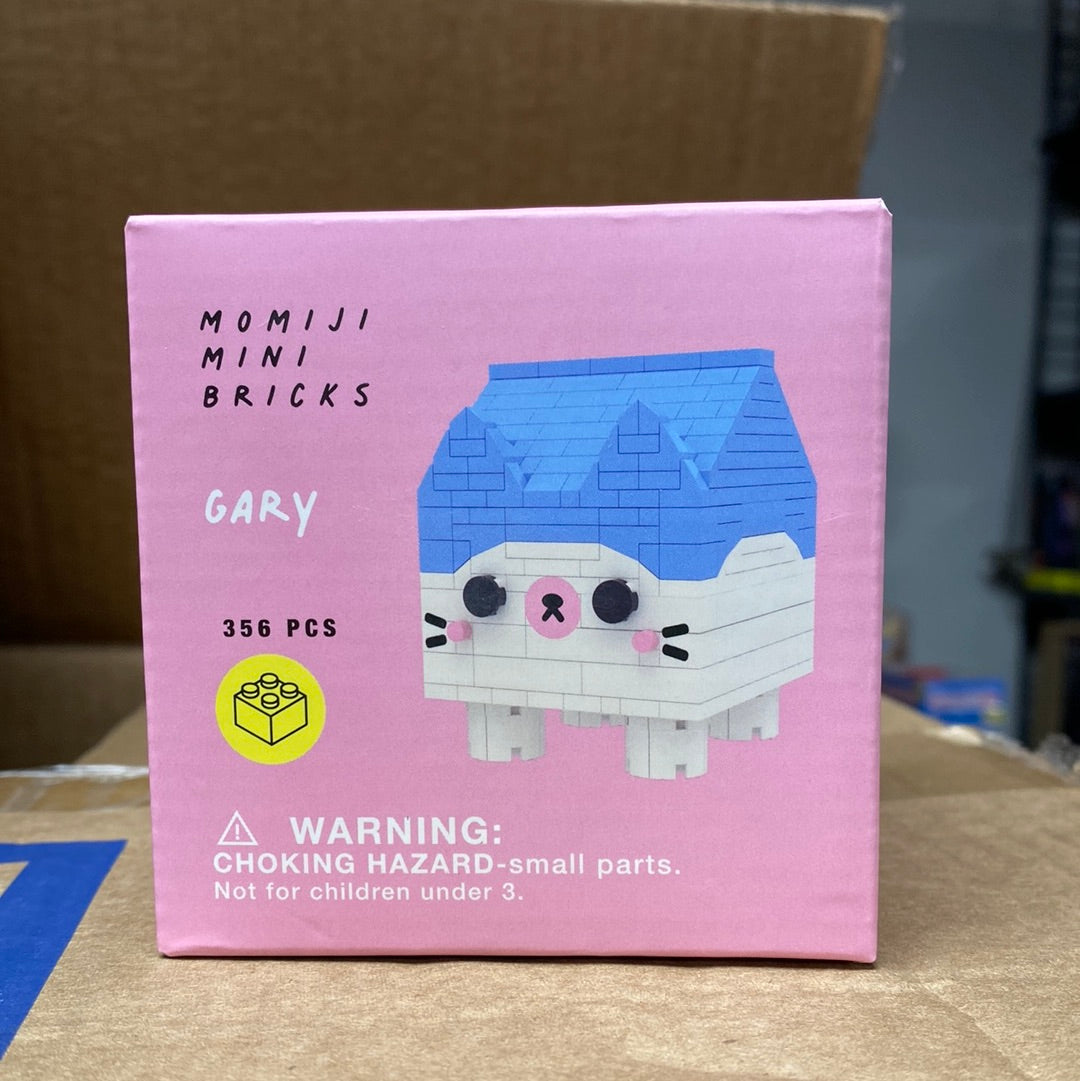 MOMIJI
MINI
BRICKS
GARY
356 PCS
WARNING:
CHOKING HAZARD-small parts.
Not for children under 3.